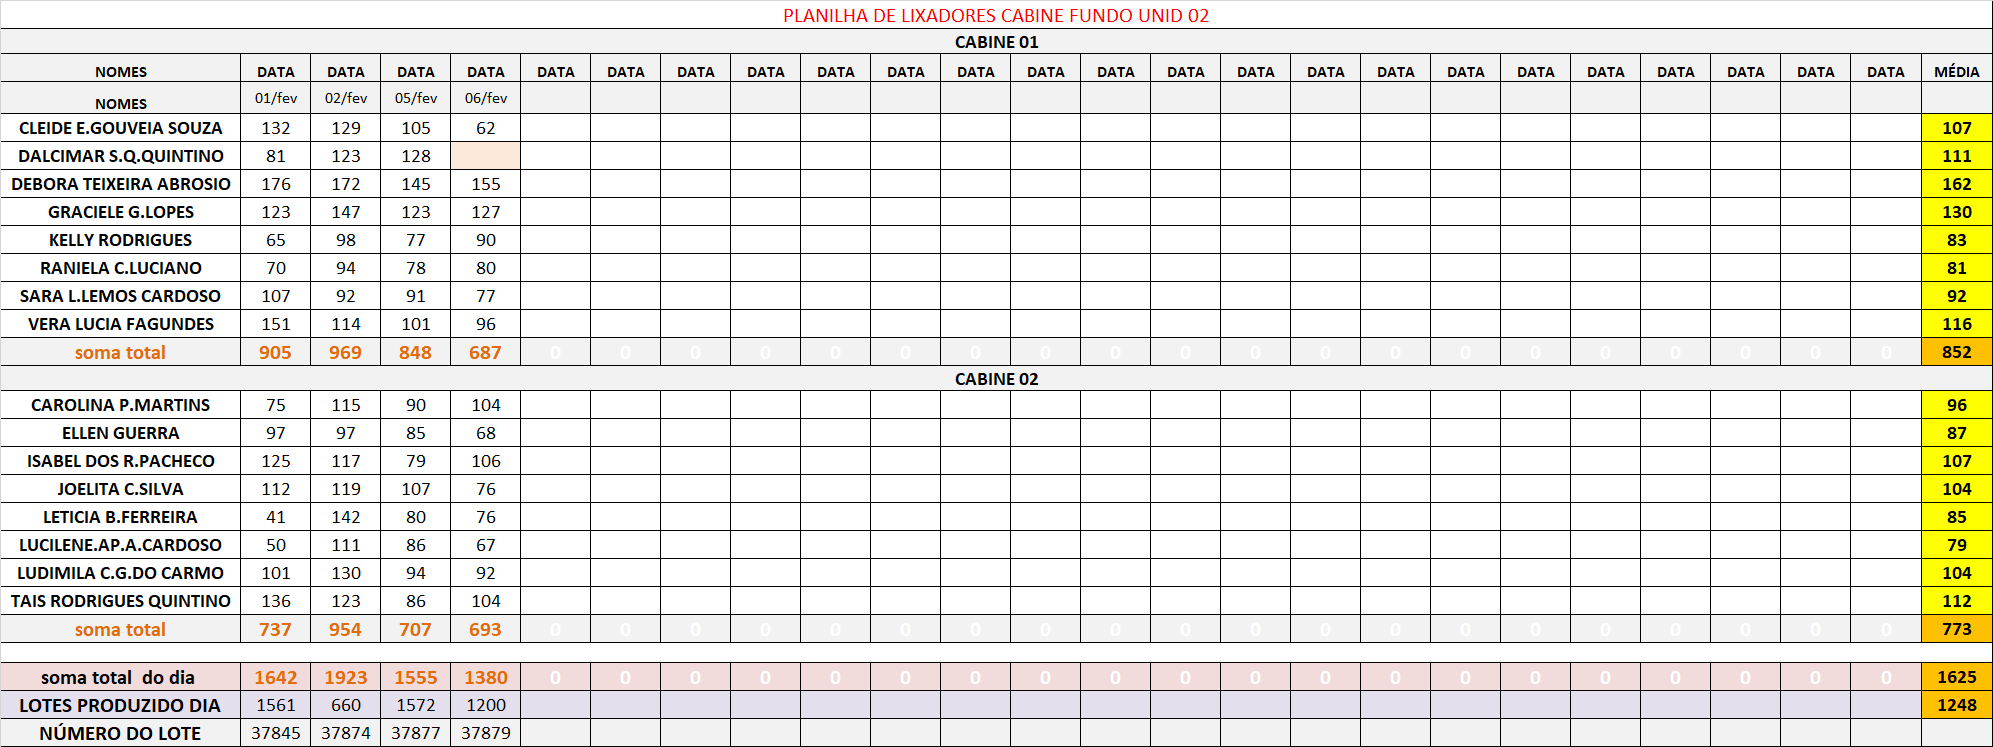 PLANILHA DE LIXADORES CABINE FUNDO UNID 02
CABINE 01
NOMES DATA DATA DATA DATA DATA DATA DATA DATA DATA DATA DATA DATA DATA DATA DATA DATA DATA DATA DATA DATA DATA DATA DATA DATA MÉDIA
NOMES 01/fev 02/fev 05/fev 06/fev
CLEIDE E.GOUVEIA SOUZA 132 129 105 62 107
DALCIMAR S.Q.QUINTINO 81 123 128 111
DEBORA TEIXEIRA ABROSIO 176 172 145 155 162
GRACIELE G.LOPES 123 147 123 127 130
KELLY RODRIGUES 65 98 77 90 83
RANIELA C.LUCIANO 70 94 78 80 81
SARA L.LEMOS CARDOSO 107 92 91 77 92
VERA LUCIA FAGUNDES 151 114 101 96 116
soma total 905 969 848 687 0 0 0 0 0 0 0 0 0 0 0 0 0 0 0 0 0 0 0 0 852
CABINE 02
CAROLINA P.MARTINS 75 115 90 104 96
ELLEN GUERRA 97 97 85 68 87
ISABEL DOS R.PACHECO 125 117 79 106 107
JOELITA C.SILVA 112 119 107 76 104
LETICIA B.FERREIRA 41 142 80 76 85
LUCILENE.AP.A.CARDOSO 50 111 86 67 79
LUDIMILA C.G.DO CARMO 101 130 94 92 104
TAIS RODRIGUES QUINTINO 136 123 86 104 112
soma total 737 954 707 693 0 0 0 0 0 0 0 0 0 0 0 0 0 0 0 0 0 0 0 0 773
soma total do dia 1642 1923 1555 1380 0 0 0 0 0 0 0 0 0 0 0 0 0 0 0 0 0 0 0 0 1625
LOTES PRODUZIDO DIA 1561 660 1572 1200 1248
NÚMERO DO LOTE 37845 37874 37877 37879